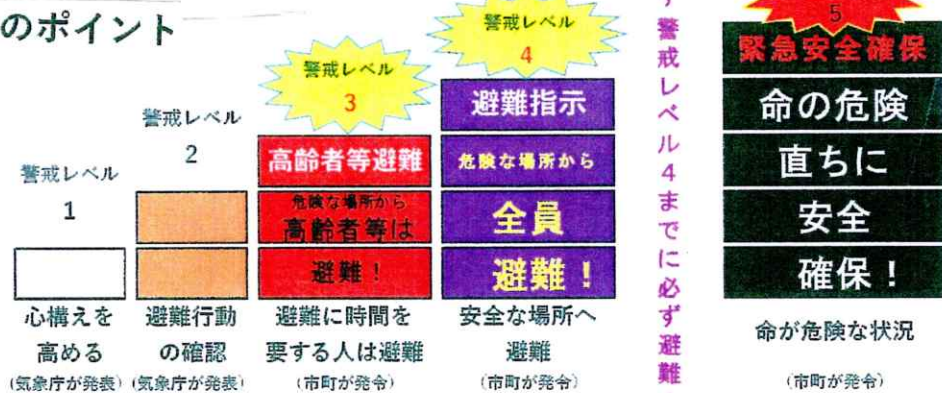 のポイント
警戒レベル
1
心構えを
高める
(気象庁が発表)
警戒レベル
2
避難行動
の確認
(気象庁が発表)
警戒レベル
3
高齢者等避難
危険な場所から
高齢者等は
避難！
避難に時間を
要する人は避難
(市町が発令)
警戒レベル
4
避難指示
危険な場所から
全員
避難！
安全な場所へ
避難
(市町が発令)
警戒レベル4までに必ず避難
5
緊急安全確保
命の危険
直ちに
安全
確保！
命が危険な状況
(市町が発令)